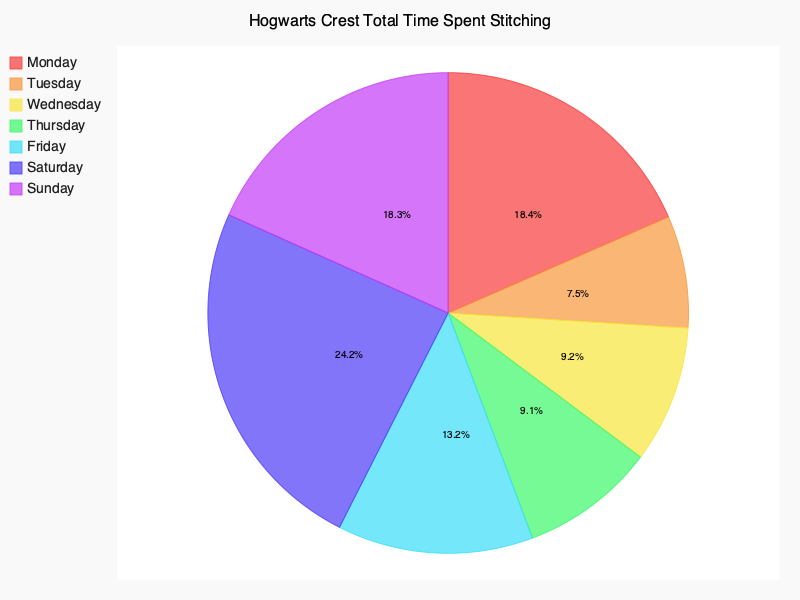 Hogwarts Crest Total Time Spent Stitching
Monday
Tuesday
Wednesday
Thursday
Friday
Saturday
Sunday
18.3%
18.4%
7.5%
24.2%
9.2%
9.1%
13.2%